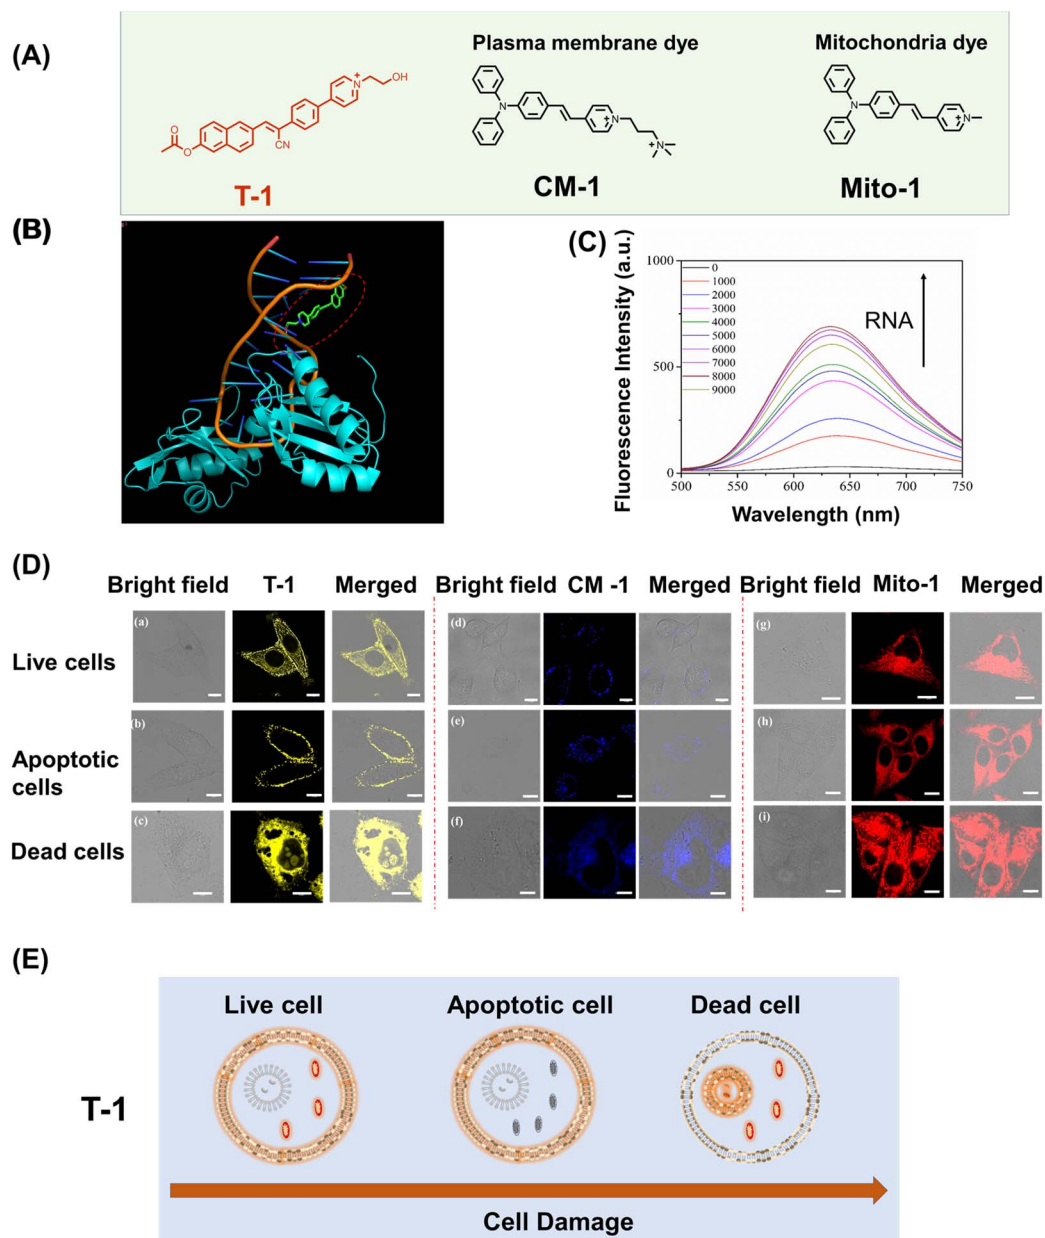 (A)
Plasma membrane dye
Mitochondria dye
N
+
OH
O
O
CN
T-1
N
N
+
N
+
CM-1
N
N
+
Mito-1
(B)
(C)
Fluorescence Intensity (a.u.)
1000
500
0
0
1000
2000
3000
4000
5000
6000
7000
8000
9000
RNA
500 550 600 650 700 750
Wavelength (nm)
(D)
Bright field T-1 Merged Bright field CM -1 Merged Bright field Mito-1 Merged
Live cells
(a)
(d)
(g)
Apoptotic
cells
(b)
(e)
(h)
Dead cells
(c)
(f)
(i)
(E)
Live cell Apoptotic cell Dead cell
T-1
Cell Damage